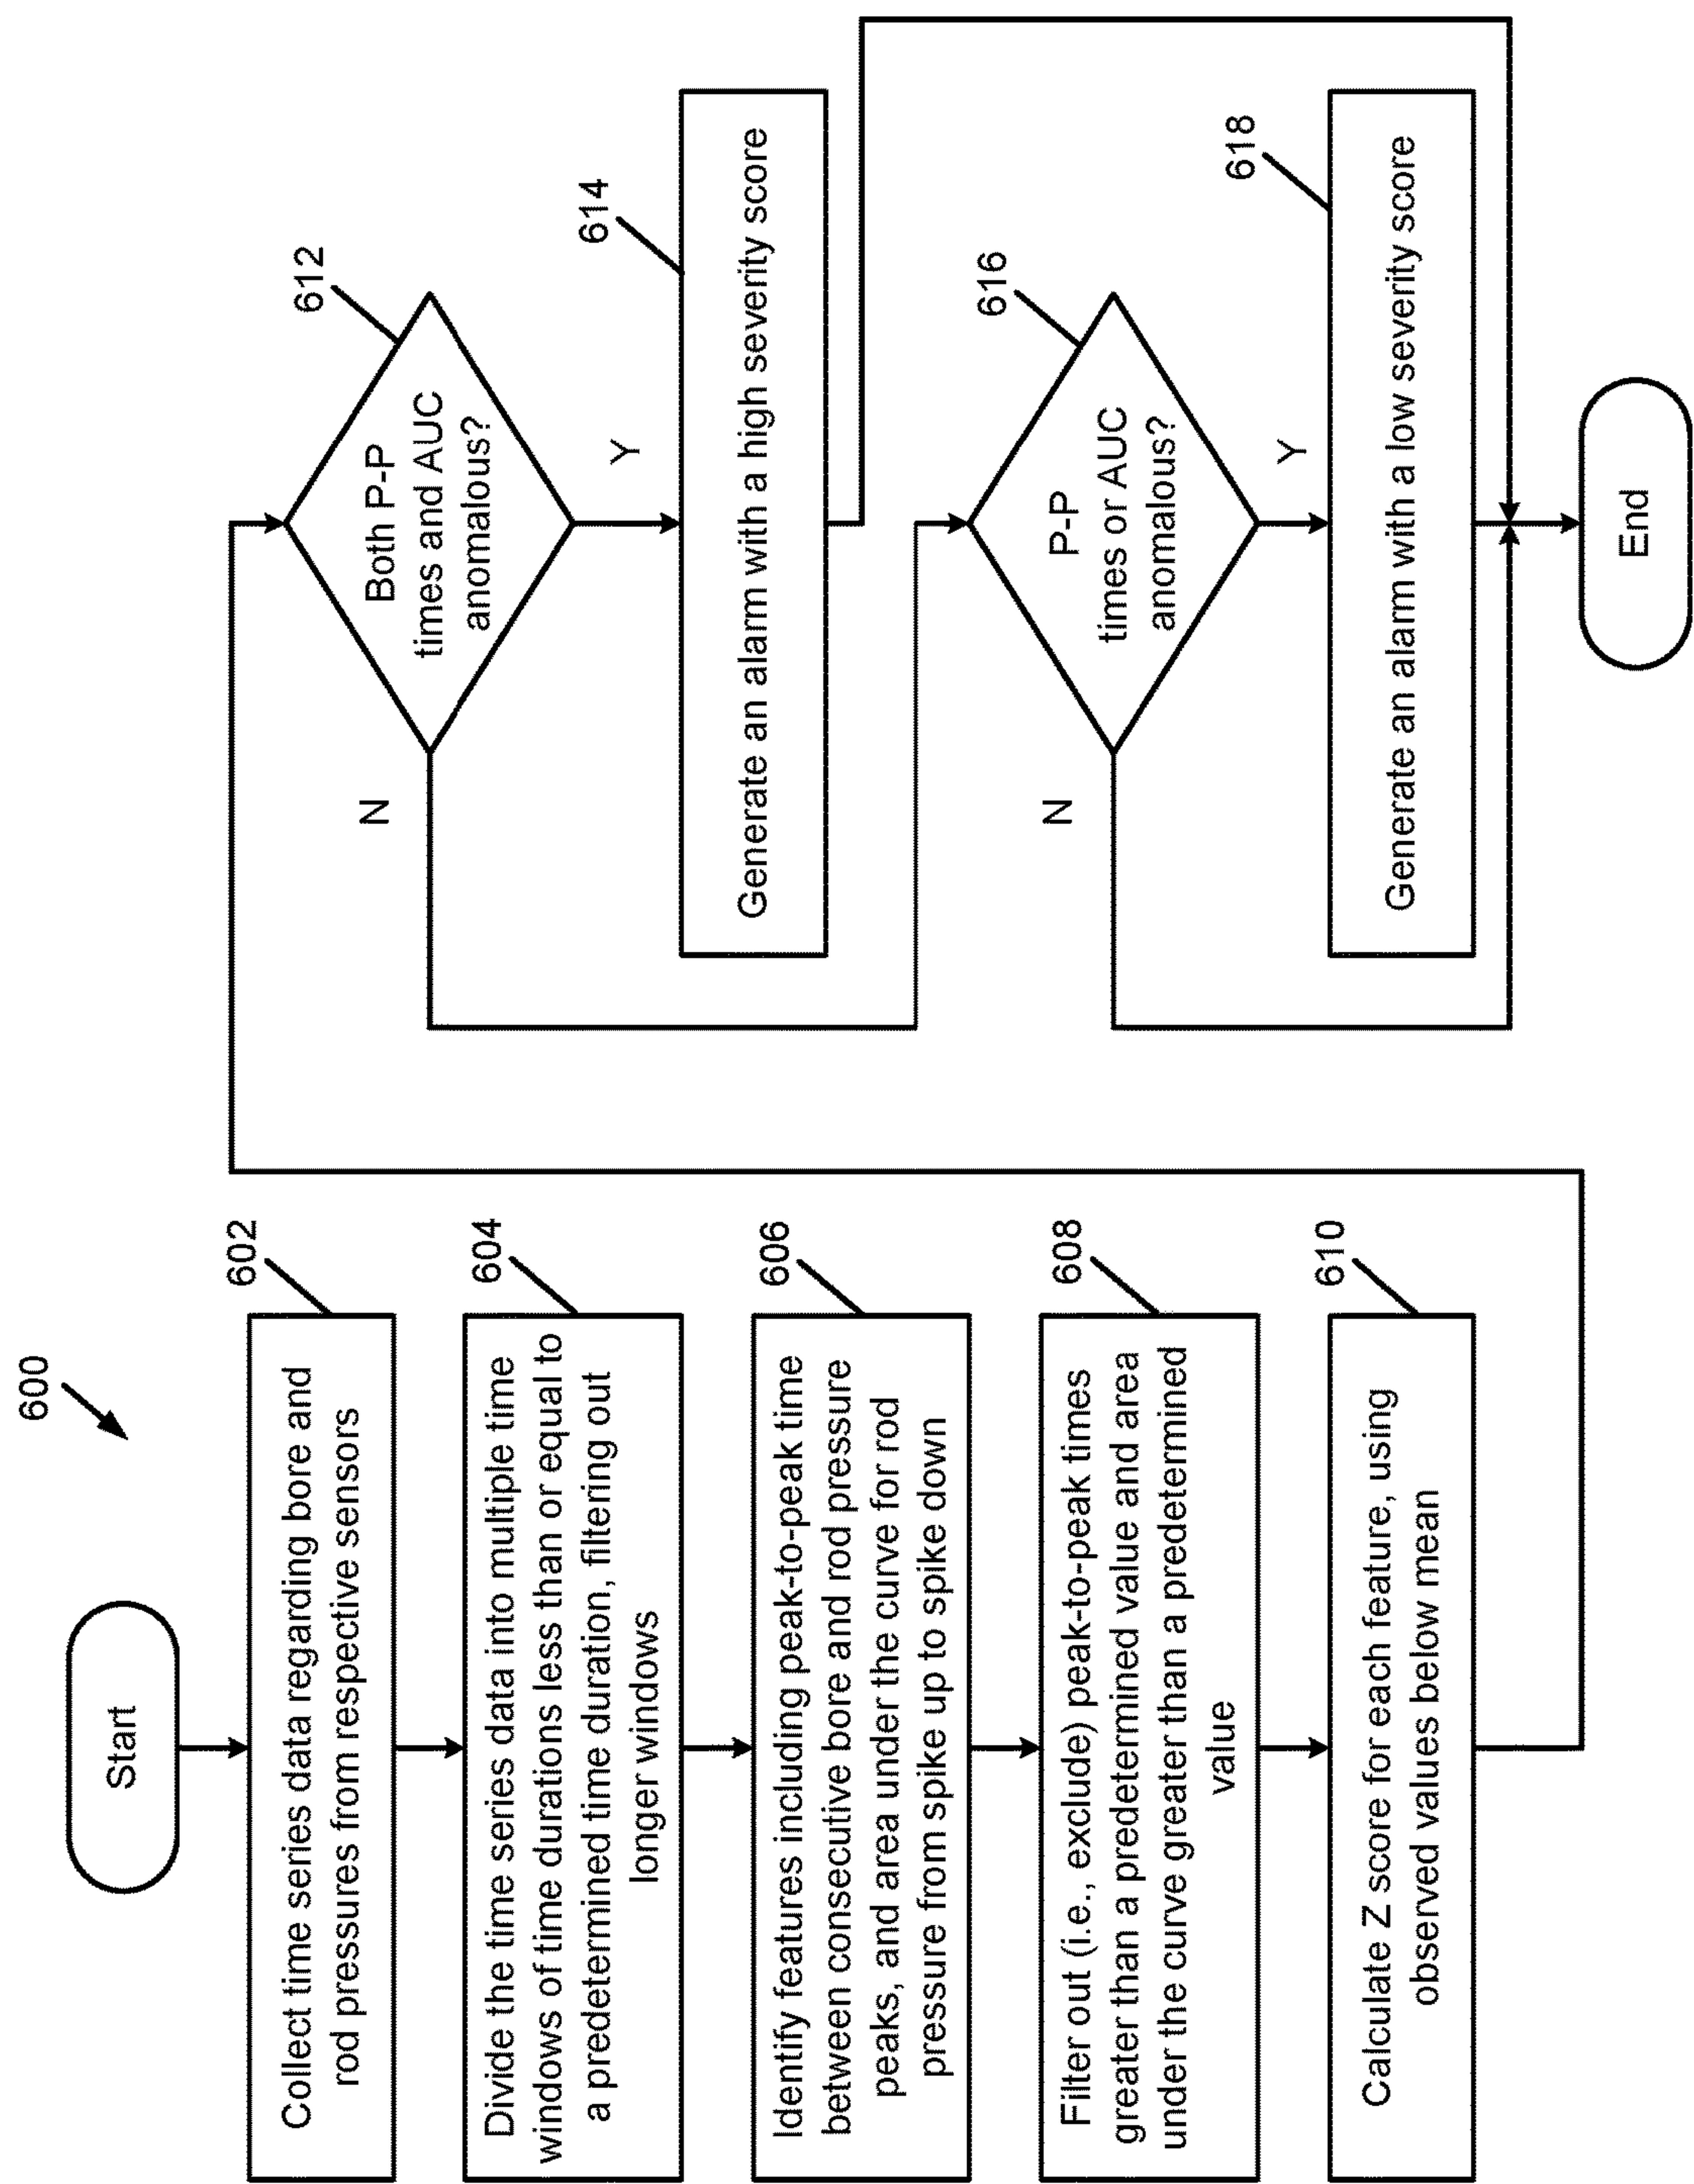 600
Start
602
Collect time series data regarding bore and
rod pressures from respective sensors
604
Divide the time series data into multiple time
windows of time durations less than or equal to
a predetermined time duration, filtering out
longer windows
606
Identify features including peak-to-peak time
between consecutive bore and rod pressure
peaks, and area under the curve for rod
pressure from spike up to spike down
608
Filter out (i.e., exclude) peak-to-peak times
greater than a predetermined value and area
under the curve greater than a predetermined
value
610
Calculate Z score for each feature, using
observed values below mean
612
Both P-P
times and AUC
anomalous?
N
Y
614
Generate an alarm with a high severity score
616
P-P
times or AUC
anomalous?
N
Y
618
Generate an alarm with a low severity score
End